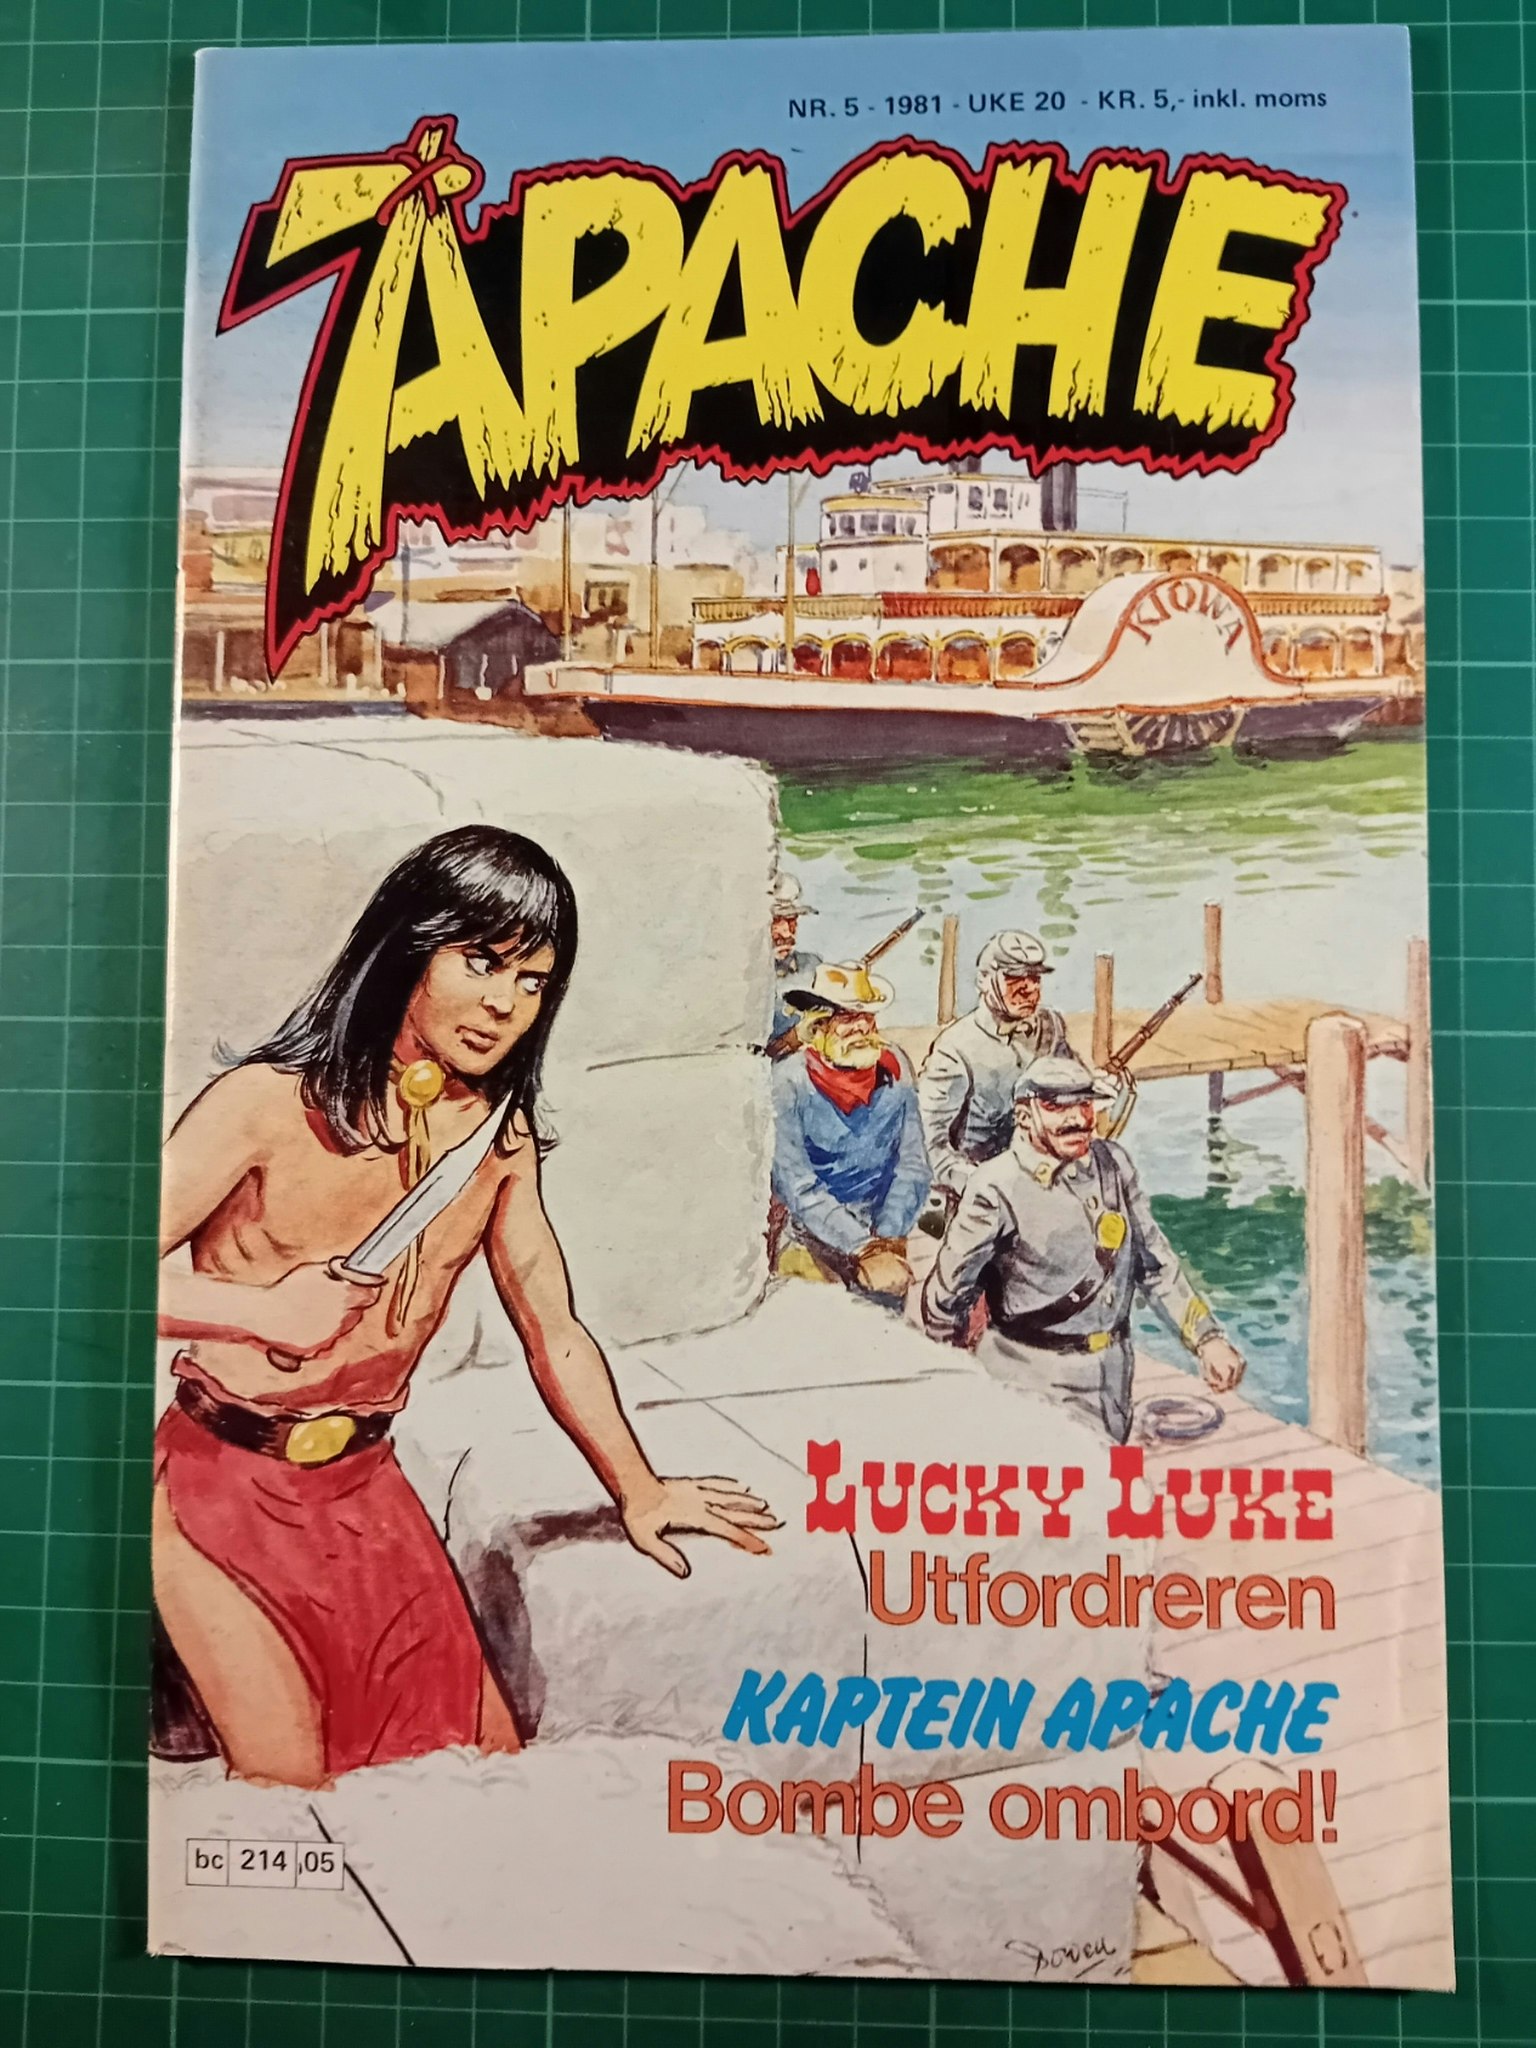 NR. 5 - 1981 - UKE 20 - KR. 5,- inkl. moms
APACHE
KIOWA
LUCKY LUKE
Utfordreren
KAPTEIN APACHE
Bombe ombord!
bc 214,05